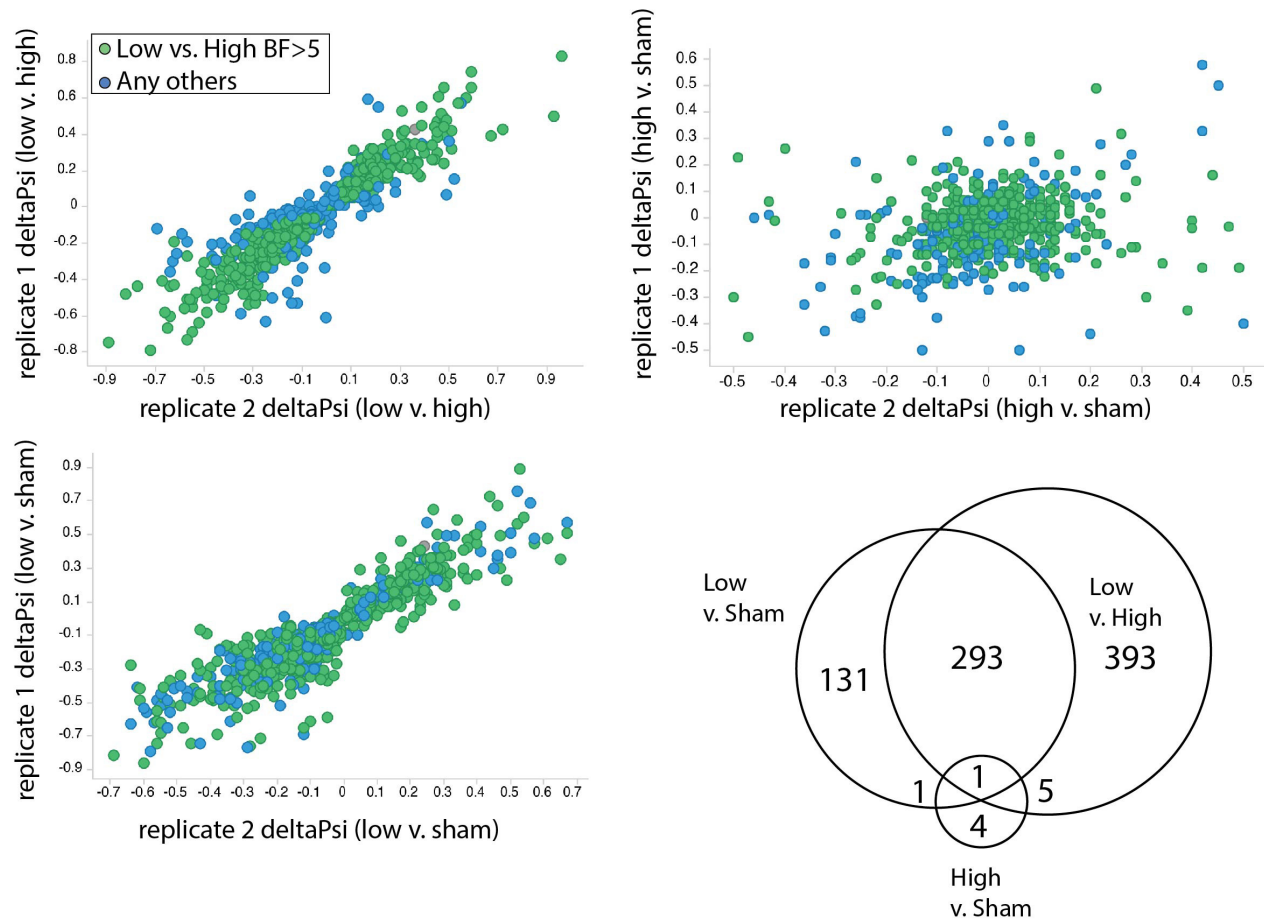 replicate 1 deltaPsi (low v. high)
Low vs. High BF>5
Any others
0.8
0.6
0.4
0.2
0
-0.2
-0.4
-0.6
-0.8
-0.9 -0.7 -0.5 -0.3 -0.1 0.1 0.3 0.5 0.7 0.9
replicate 2 deltaPsi (low v. high)
replicate 1 deltaPsi (high v. sham)
0.6
0.5
0.4
0.3
0.2
0.1
0
-0.1
-0.2
-0.3
-0.4
-0.5
-0.5 -0.4 -0.3 -0.2 -0.1 0 0.1 0.2 0.3 0.4 0.5
replicate 2 deltaPsi (high v. sham)
replicate 1 deltaPsi (low v. sham)
0.9
0.7
0.5
0.3
0.1
-0.1
-0.3
-0.5
-0.7
-0.9
-0.7 -0.6 -0.5 -0.4 -0.3 -0.2 -0.1 0 0.1 0.2 0.3 0.4 0.5 0.6 0.7
replicate 2 deltaPsi (low v. sham)
Low
v. Sham
Low
v. High
131
293
393
1
1
5
4
High
v. Sham